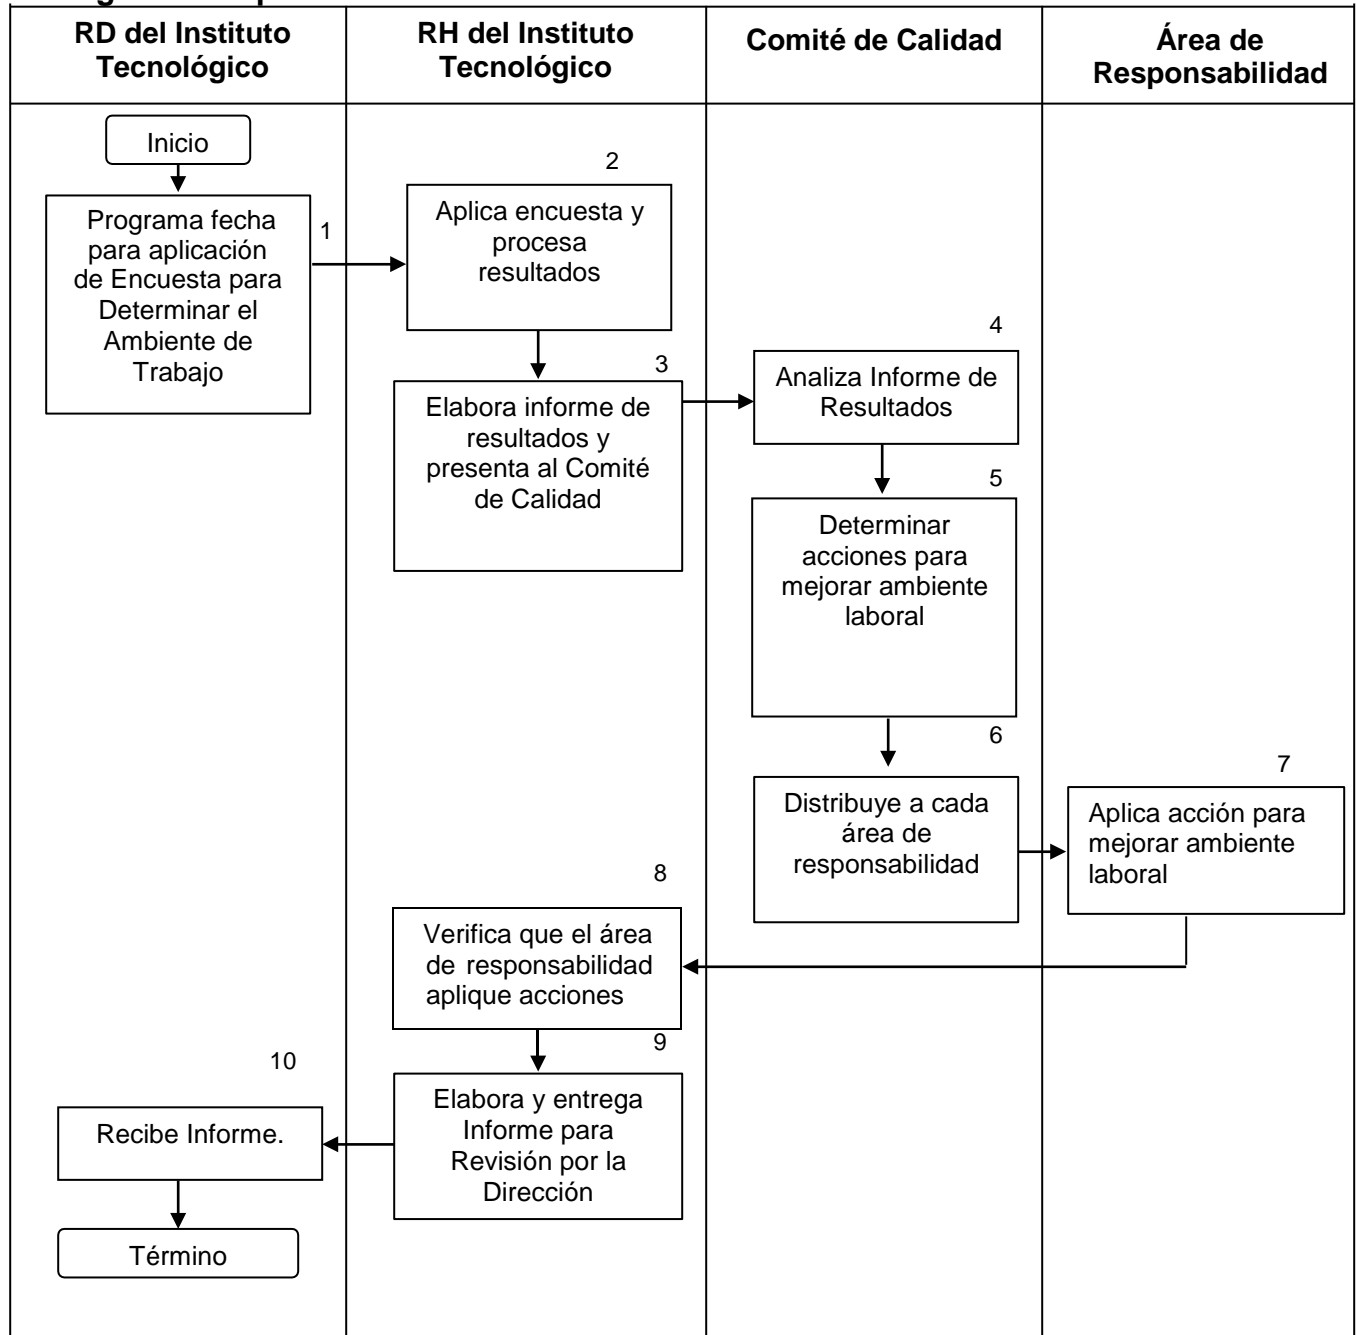 RD del Instituto
Tecnológico
RH del Instituto
Tecnológico
Comité de Calidad
Área de
Responsabilidad
Inicio
1
Programa fecha
para aplicación
de Encuesta para
Determinar el
Ambiente de
Trabajo
2
Aplica encuesta y
procesa
resultados
3
Elabora informe de
resultados y
presenta al Comité
de Calidad
4
Analiza Informe de
Resultados
5
Determinar
acciones para
mejorar ambiente
laboral
6
Distribuye a cada
área de
responsabilidad
7
Aplica acción para
mejorar ambiente
laboral
8
Verifica que el área
de responsabilidad
aplique acciones
9
Elabora y entrega
Informe para
Revisión por la
Dirección
10
Recibe Informe.
Término